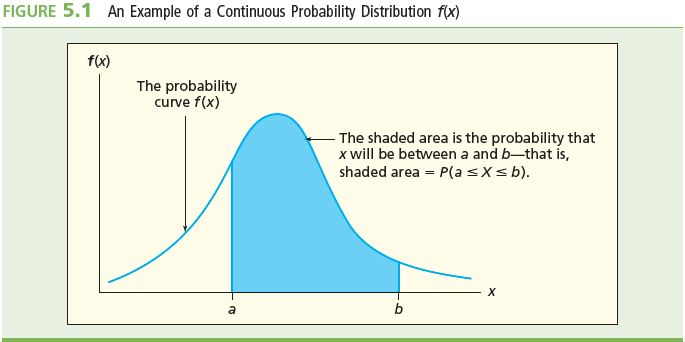 FIGURE 5.1 An Example of a Continuous Probability Distribution f(x)
f(x)
The probability
curve f(x)
The shaded area is the probability that
x will be between a and b—that is,
shaded area = P(a ≤ X ≤ b).
x
a
b